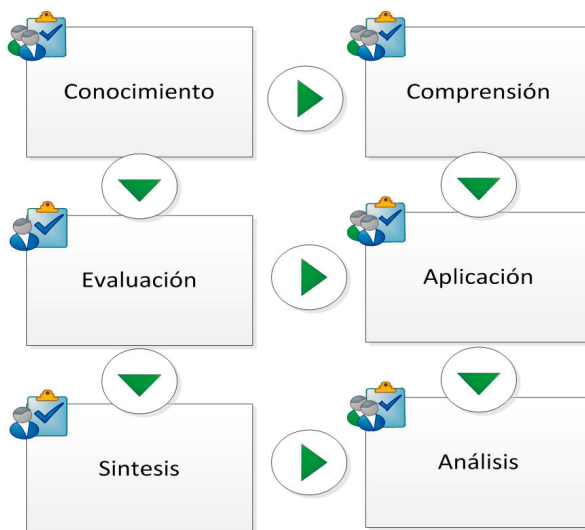 Conocimiento
Comprensión
Evaluación
Aplicación
Sintesis
Análisis